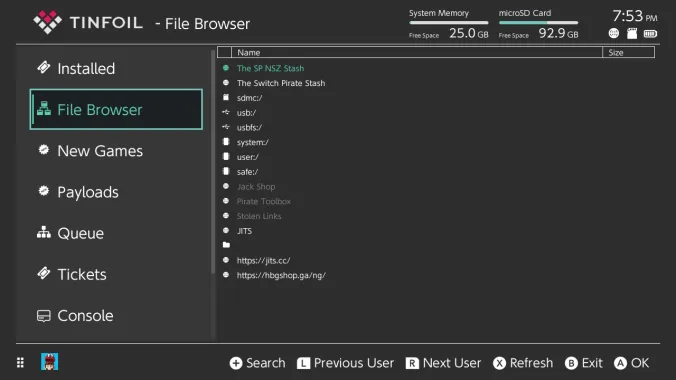 TINFOIL - File Browser
System Memory
Free Space 25.0 GB
microSD Card
Free Space 92.9 GB
7:53 PM
Installed
File Browser
New Games
Payloads
Queue
Tickets
Console
Name Size
The SP NSZ Stash
The Switch Pirate Stash
sdmc:/
usb:/
usbfs:/
system:/
user:/
safe:/
Jack Shop
Pirate Toolbox
Stolen Links
JITS
https://jits.cc/
https://hbgshop.ga/ng/
+ Search L Previous User R Next User X Refresh B Exit A OK